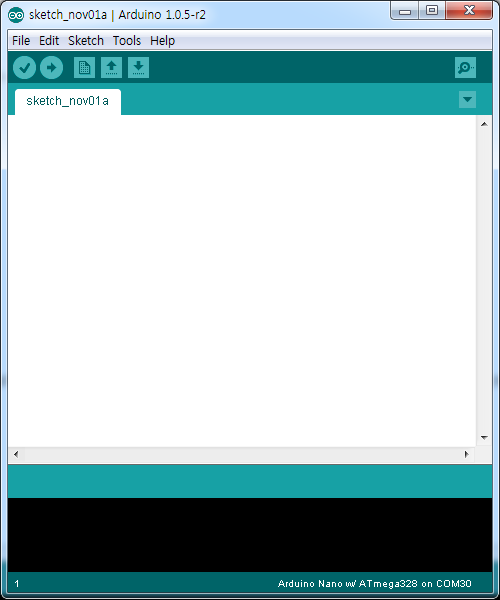 sketch_nov01a | Arduino 1.0.5-r2
File Edit Sketch Tools Help
sketch_nov01a
1 Arduino Nano w/ ATmega328 on COM30